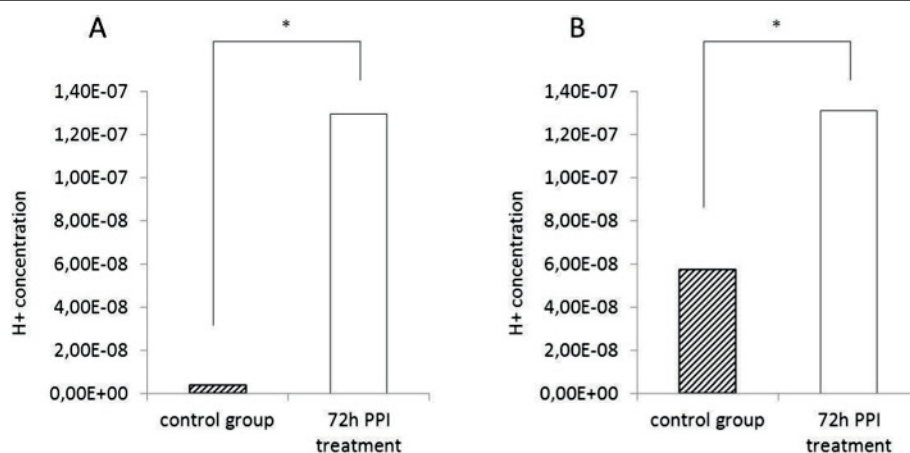 A
*
1,40E-07
1,20E-07
1,00E-07
8,00E-08
6,00E-08
4,00E-08
2,00E-08
0,00E+00
H+ concentration
control group
72h PPI
treatment
B
*
1,40E-07
1,20E-07
1,00E-07
8,00E-08
6,00E-08
4,00E-08
2,00E-08
0,00E+00
H+ concentration
control group
72h PPI
treatment